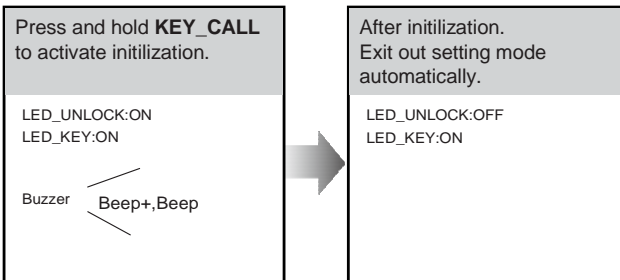 Press and hold KEY_CALL
to activate initilization.
LED_UNLOCK:ON
LED_KEY:ON
Buzzer
Beep+,Beep
After initilization.
Exit out setting mode
automatically.
LED_UNLOCK:OFF
LED_KEY:ON